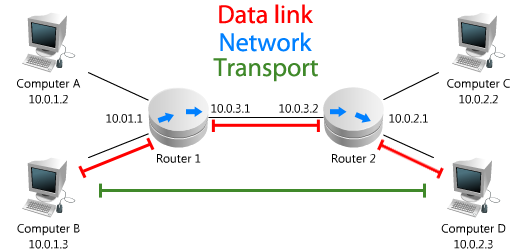 Data link
Network
Transport
Computer A
10.0.1.2
Computer C
10.0.2.2
10.01.1
10.0.3.1
10.0.3.2
10.0.2.1
Router 1
Router 2
Computer B
10.0.1.3
Computer D
10.0.2.3